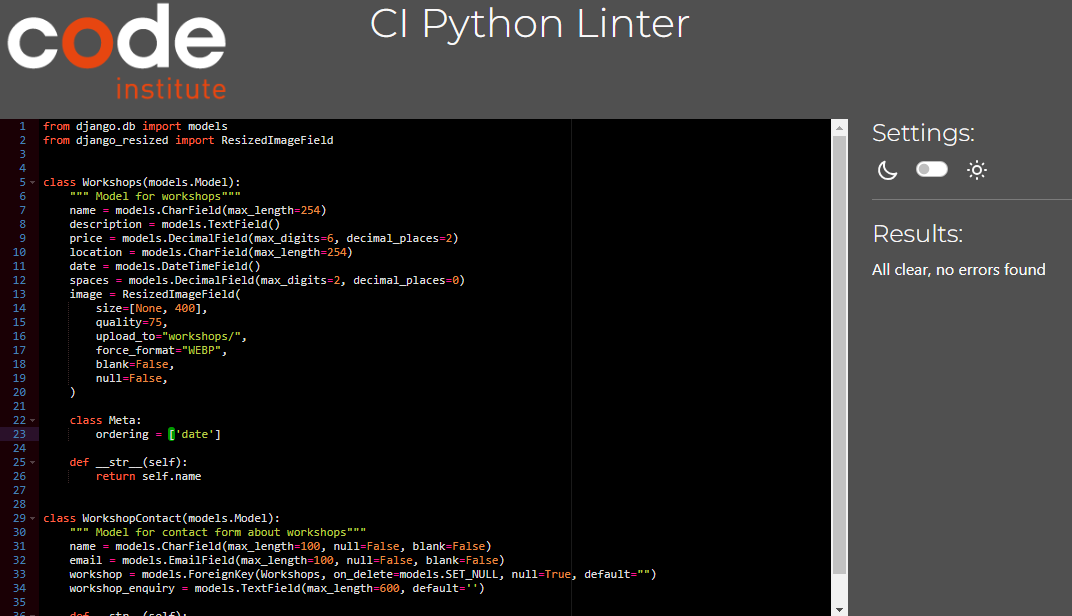 code
institute
CI Python Linter
1 from django.db import models
2 from django_resized import ResizedImageField
3
4
5 class Workshops(models.Model):
6     """ Model for workshops"""
7     name = models.CharField(max_length=254)
8     description = models.TextField()
9     price = models.DecimalField(max_digits=6, decimal_places=2)
10     location = models.CharField(max_length=254)
11     date = models.DateTimeField()
12     spaces = models.DecimalField(max_digits=2, decimal_places=0)
13     image = ResizedImageField(
14         size=[None, 400],
15         quality=75,
16         upload_to="workshops/",
17         force_format="WEBP",
18         blank=False,
19         null=False,
20     )
21
22     class Meta:
23         ordering = ['date']
24
25     def __str__(self):
26         return self.name
27
28
29 class WorkshopContact(models.Model):
30     """ Model for contact form about workshops"""
31     name = models.CharField(max_length=100, null=False, blank=False)
32     email = models.EmailField(max_length=100, null=False, blank=False)
33     workshop = models.ForeignKey(Workshops, on_delete=models.SET_NULL, null=True, default="")
34     workshop_enquiry = models.TextField(max_length=600, default='')
35
36     def __str__(self):
Settings:
Results:
All clear, no errors found